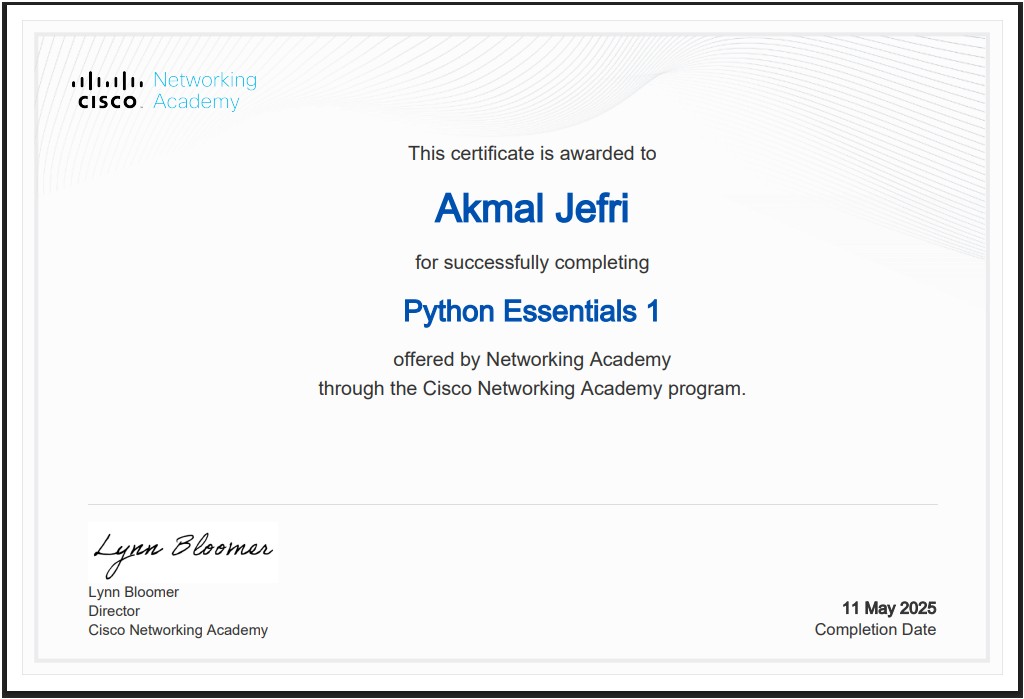 Networking
CISCO. Academy
This certificate is awarded to
Akmal Jefri
for successfully completing
Python Essentials 1
offered by Networking Academy
through the Cisco Networking Academy program.
Lynn Bloomer
Lynn Bloomer
Director
Cisco Networking Academy
11 May 2025
Completion Date